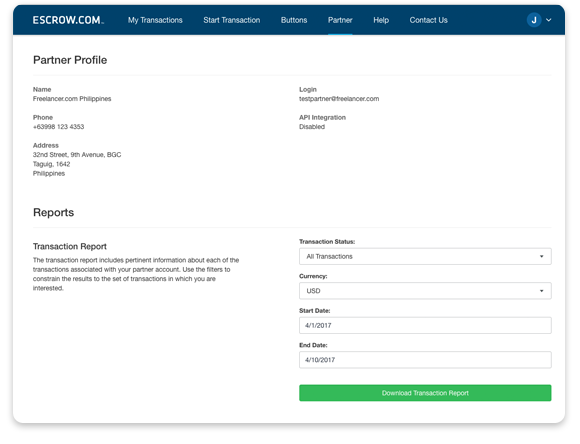 ESCROW.COM
My Transactions
Start Transaction
Buttons
Partner
Help
Contact Us
J
Partner Profile
Name
Freelancer.com Philippines
Phone
+63998 123 4353
Address
32nd Street, 9th Avenue, BGC
Taguig, 1642
Philippines
Login
testpartner@freelancer.com
API Integration
Disabled
Reports
Transaction Report
The transaction report includes pertinent information about each of the
transactions associated with your partner account. Use the filters to
constrain the results to the set of transactions in which you are
interested.
Transaction Status:
All Transactions
Currency:
USD
Start Date:
4/1/2017
End Date:
4/10/2017
Download Transaction Report